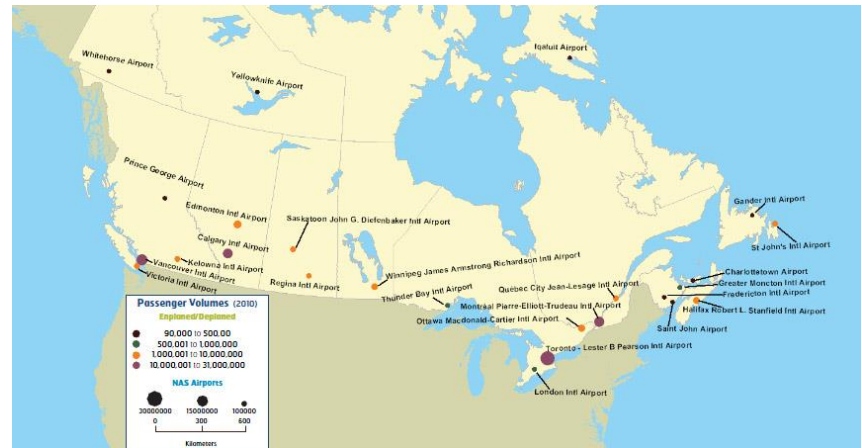 Iqaluit Airport
Whitehorse Airport
Yellowknife Airport
Prince George Airport
Edmonton Intl Airport
Saskatoon John G. Diefenbaker Intl Airport
Calgary Intl Airport
Kelowna Intl Airport
Vancouver Intl Airport
Victoria Intl Airport
Regina Intl Airport
Winnipeg James Armstrong Richardson Intl Airport
Thunder Bay Intl Airport
Québec City Jean-Lesage Intl Airport
Montréal Pierre-Elliott-Trudeau Intl Airport
Ottawa Macdonald-Cartier Intl Airport
Toronto - Lester B Pearson Intl Airport
London Intl Airport
Gander Intl Airport
St John's Intl Airport
Charlottetown Airport
Greater Moncton Intl Airport
Fredericton Intl Airport
Halifax Robert L. Stanfield Intl Airport
Saint John Airport
Passenger Volumes (2010)
Enplaned/Deplaned
90,000 to 500,00
500,001 to 1,000,000
1,000,001 to 10,000,000
10,000,001 to 31,000,000
NAS Airports
30000000 15000000 100000
0 300 600
Kilometers